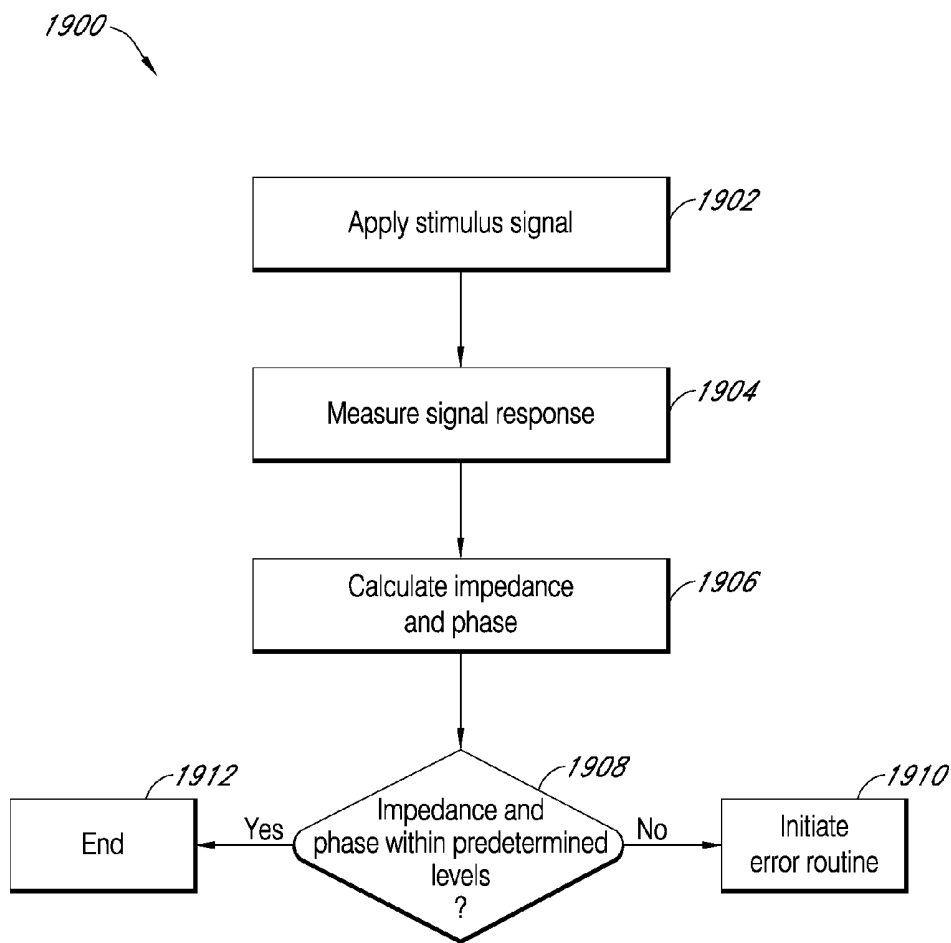 1900
Apply stimulus signal
1902
Measure signal response
1904
Calculate impedance
and phase
1906
1912
End
Yes
1908
Impedance and
phase within predetermined
levels
?
No
1910
Initiate
error routine